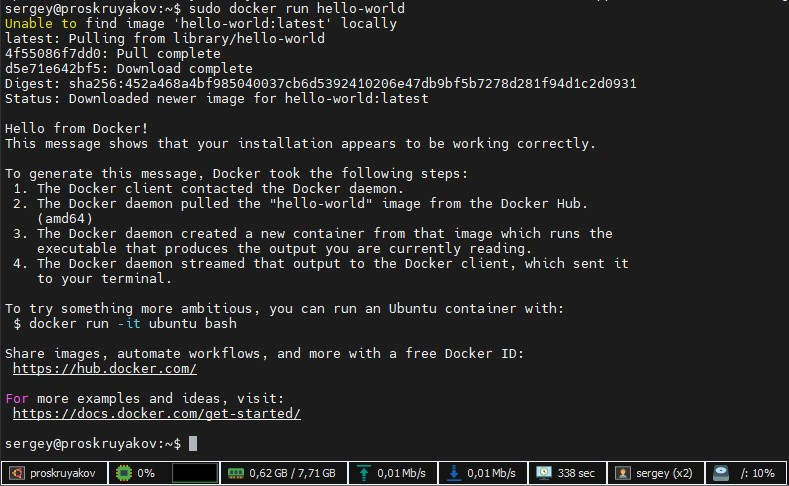 sergey@proskruyakov:~$ sudo docker run hello-world
Unable to find image 'hello-world:latest' locally
latest: Pulling from library/hello-world
4f55086f7dd0: Pull complete
d5e71e642bf5: Download complete
Digest: sha256:452a468a4bf985040037cb6d5392410206e47db9bf5b7278d281f94d1c2d0931
Status: Downloaded newer image for hello-world:latest

Hello from Docker!
This message shows that your installation appears to be working correctly.

To generate this message, Docker took the following steps:
 1. The Docker client contacted the Docker daemon.
 2. The Docker daemon pulled the "hello-world" image from the Docker Hub.
    (amd64)
 3. The Docker daemon created a new container from that image which runs the
    executable that produces the output you are currently reading.
 4. The Docker daemon streamed that output to the Docker client, which sent it
    to your terminal.

To try something more ambitious, you can run an Ubuntu container with:
 $ docker run -it ubuntu bash

Share images, automate workflows, and more with a free Docker ID:
 https://hub.docker.com/

For more examples and ideas, visit:
 https://docs.docker.com/get-started/

sergey@proskruyakov:~$
proskruyakov 0% 0,62 GB / 7,71 GB 0,01 Mb/s 0,01 Mb/s 338 sec sergey (x2) /: 10%